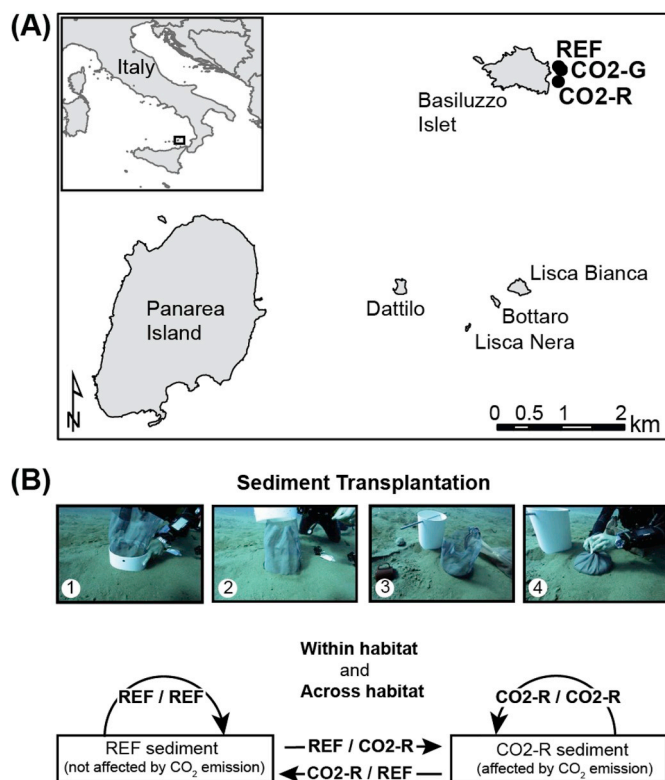 (A)
Italy
REF
CO2-G
CO2-R
Basiluzzo
Islet
Panarea
Island
Dattilo
Lisca Bianca
Bottaro
Lisca Nera
N
0 0.5 1 2
km
(B)
Sediment Transplantation
1 2 3 4
Within habitat
and
Across habitat
REF / REF
CO2-R / CO2-R
REF sediment
(not affected by CO₂ emission)
REF / CO2-R
CO2-R / REF
CO2-R sediment
(affected by CO₂ emission)